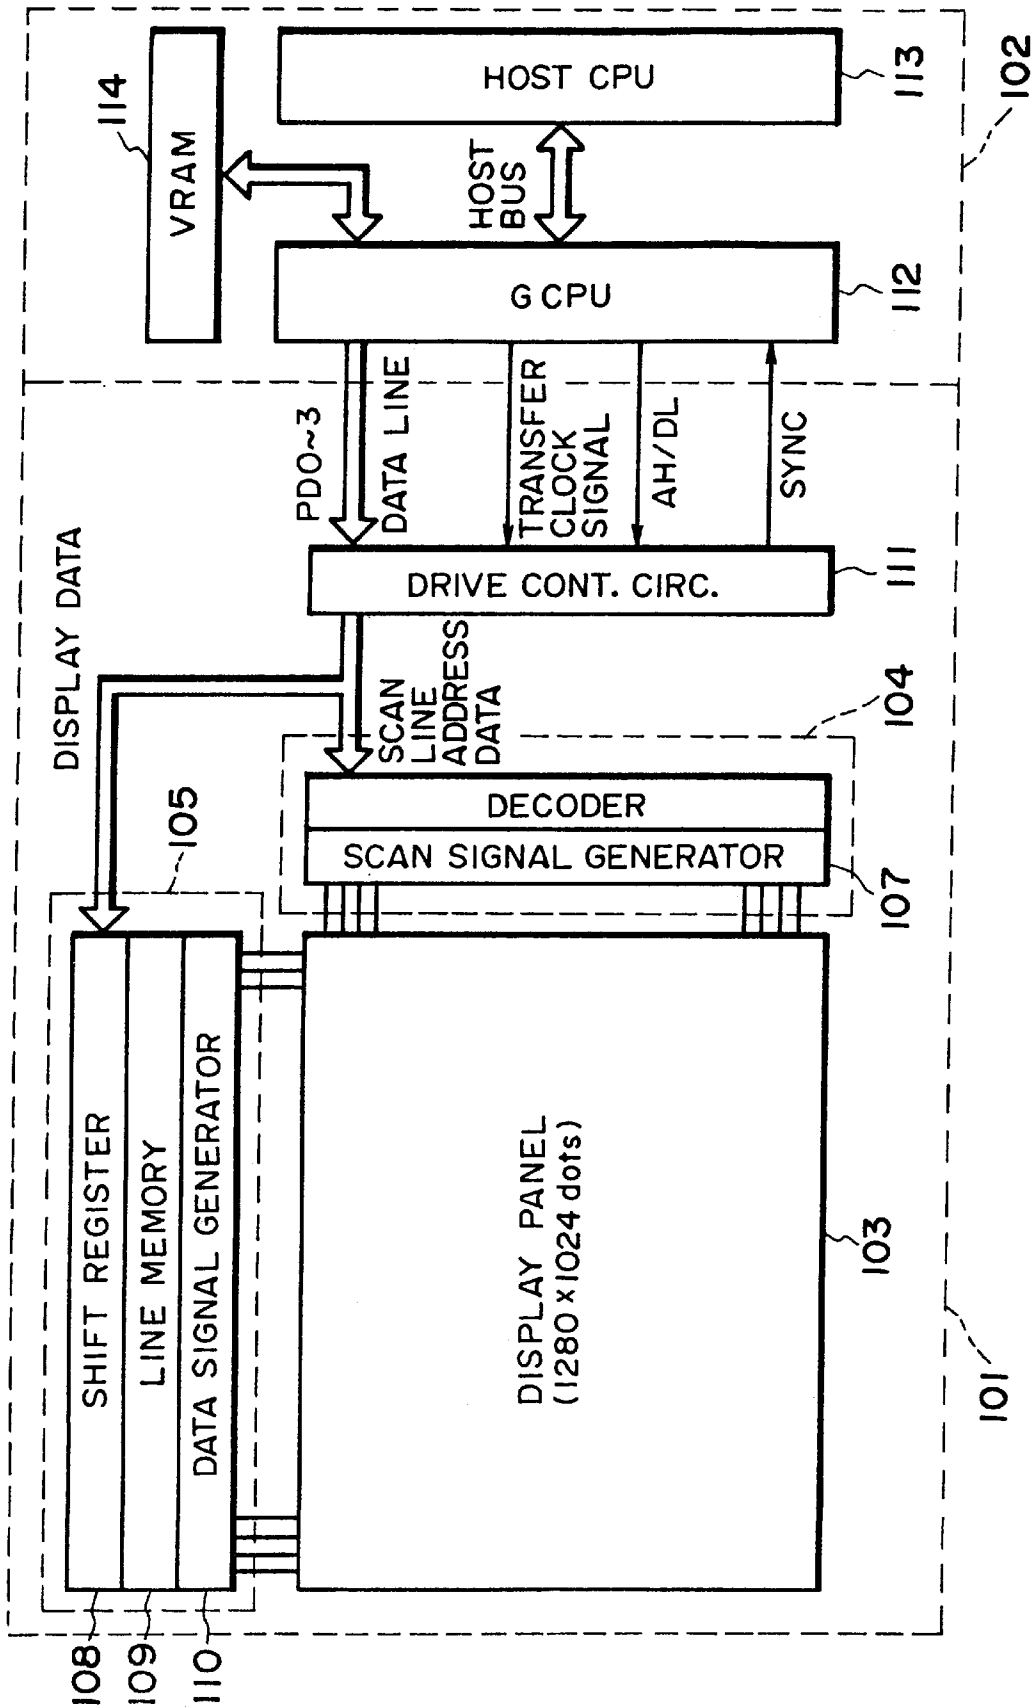 108
109
110
SHIFT REGISTER
LINE MEMORY
DATA SIGNAL GENERATOR
105
DISPLAY DATA
DISPLAY PANEL
(1280×1024 dots)
103
101
DECODER
SCAN SIGNAL GENERATOR
107
104
SCAN
LINE
ADDRESS
DATA
DRIVE CONT. CIRC.
111
PD0~3
DATA LINE
TRANSFER
CLOCK
SIGNAL
AH/DL
SYNC
VRAM
114
G CPU
112
HOST
BUS
HOST CPU
113
102